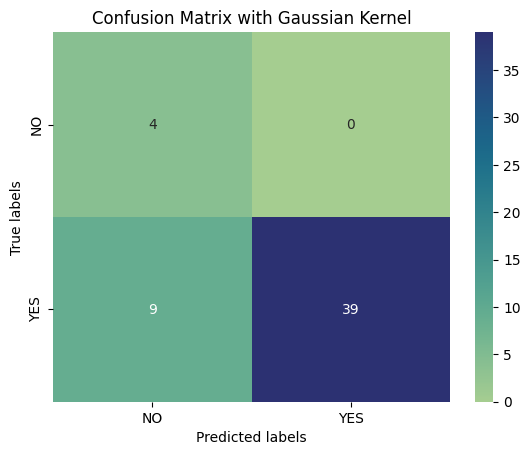 Confusion Matrix with Gaussian Kernel
True labels
NO
4
0
YES
9
39
NO
YES
Predicted labels
35
30
25
20
15
10
5
0